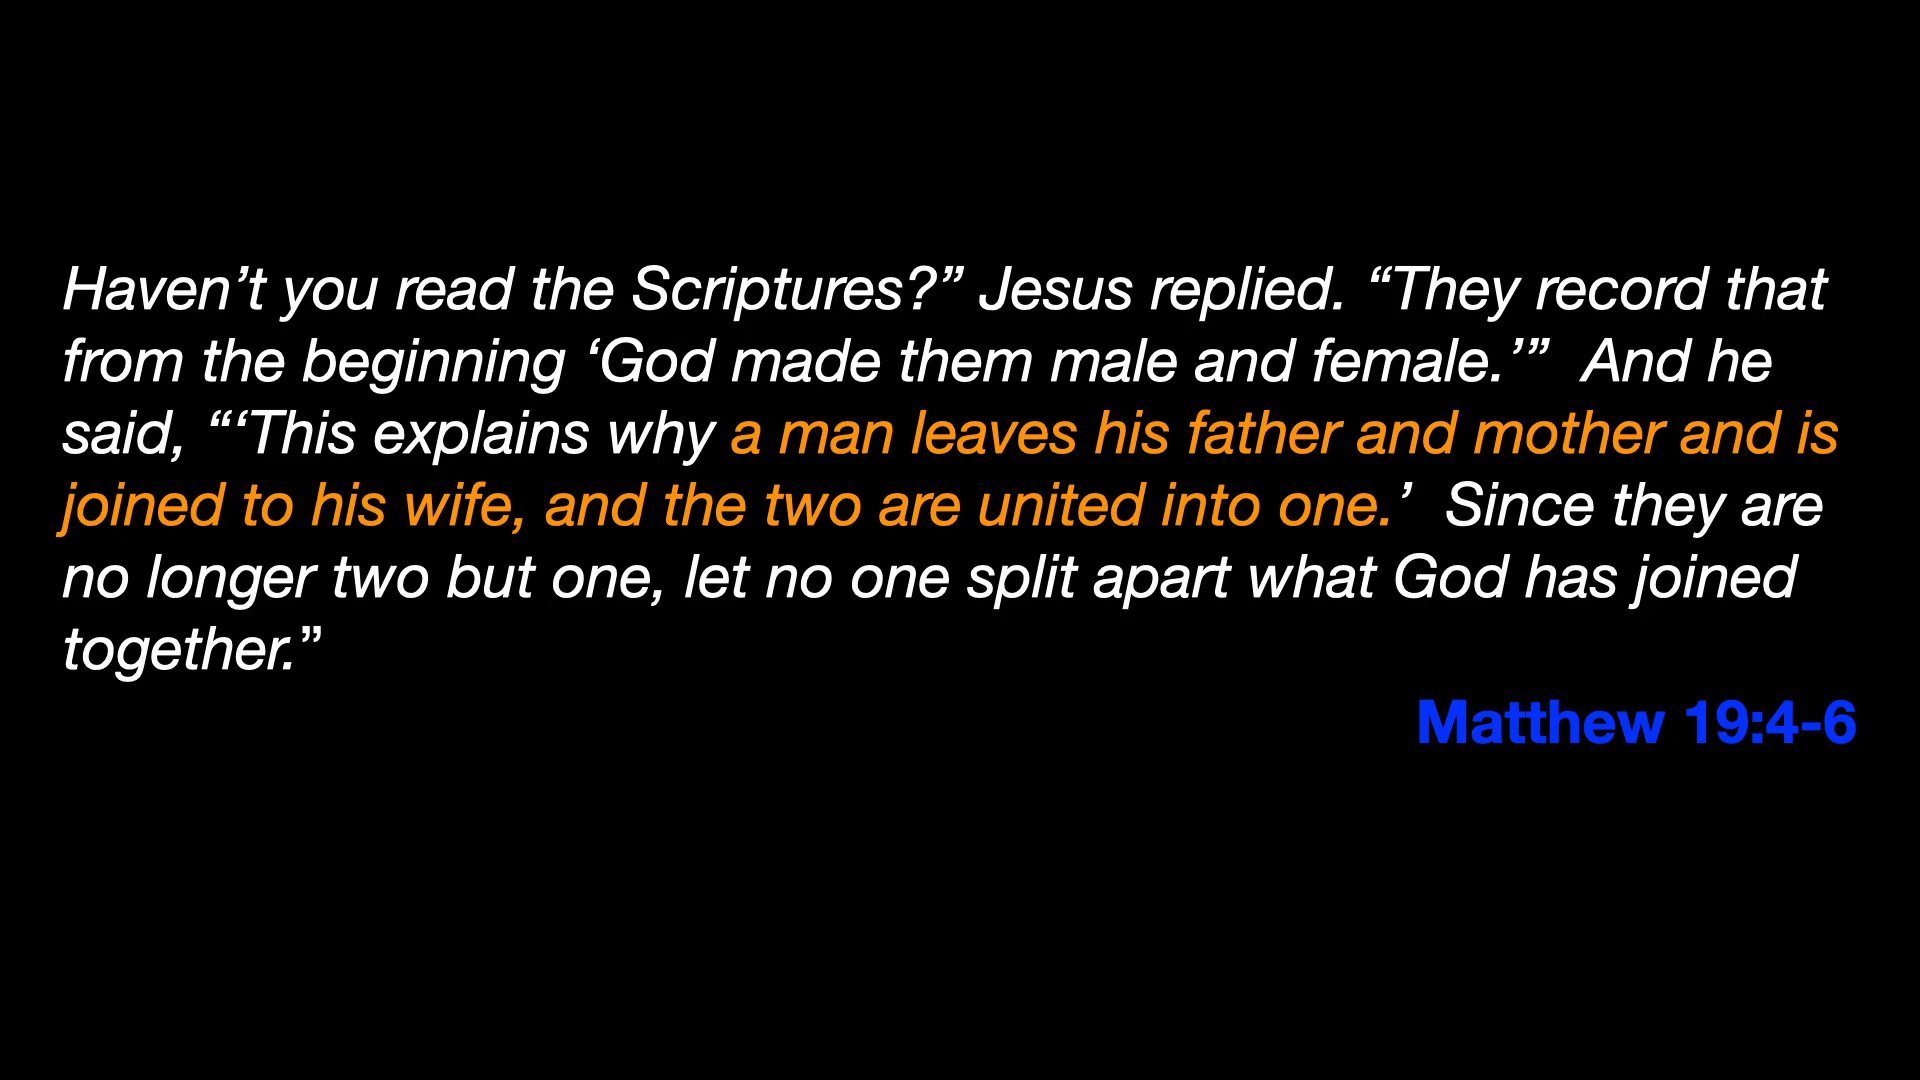 Haven’t you read the Scriptures?” Jesus replied. “They record that
from the beginning ‘God made them male and female.’”  And he
said, “‘This explains why a man leaves his father and mother and is
joined to his wife, and the two are united into one.’  Since they are
no longer two but one, let no one split apart what God has joined
together.”
Matthew 19:4-6